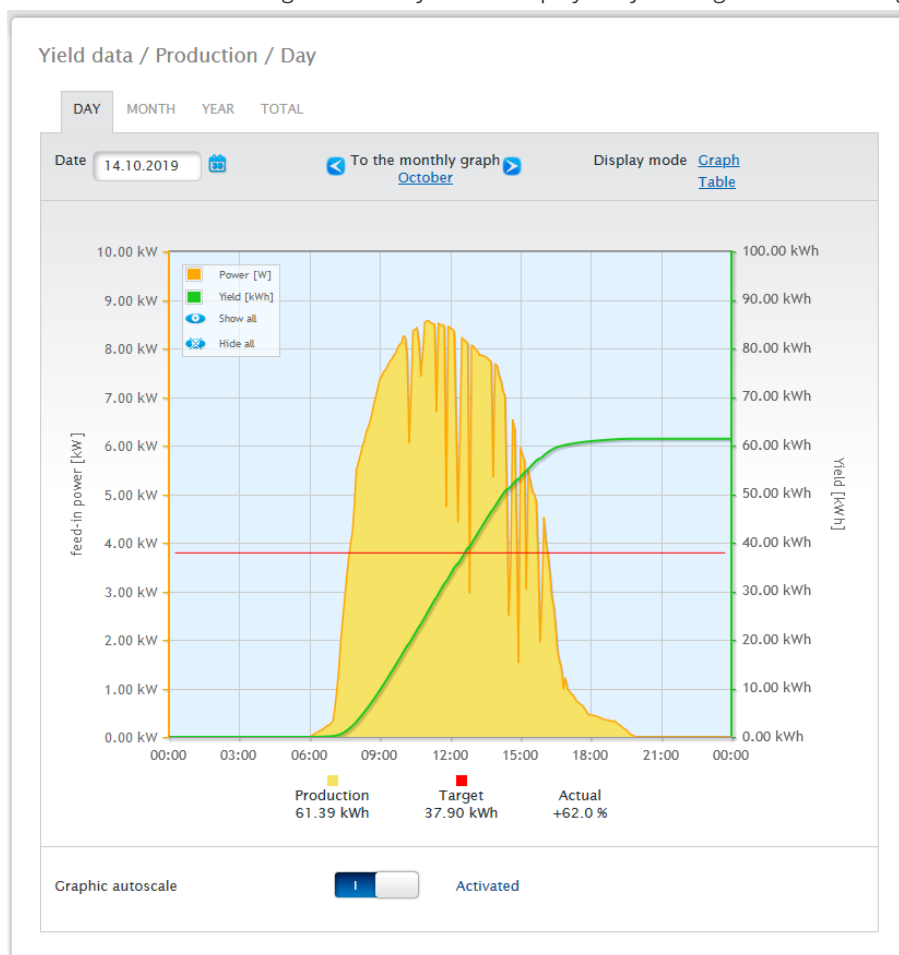 Yield data / Production / Day
DAY MONTH YEAR TOTAL
Date 14.10.2019 30 To the monthly graph Display mode Graph
October Table
10.00 kW 100.00 kWh
Power [W]
Yield [kWh]
Show all
Hide all
9.00 kW 90.00 kWh
8.00 kW 80.00 kWh
7.00 kW 70.00 kWh
6.00 kW 60.00 kWh
5.00 kW 50.00 kWh
4.00 kW 40.00 kWh
3.00 kW 30.00 kWh
2.00 kW 20.00 kWh
1.00 kW 10.00 kWh
0.00 kW 0.00 kWh
feed-in power [kW]
Yield [kWh]
00:00 03:00 06:00 09:00 12:00 15:00 18:00 21:00 00:00
Production Target Actual
61.39 kWh 37.90 kWh +62.0 %
Graphic autoscale I Activated